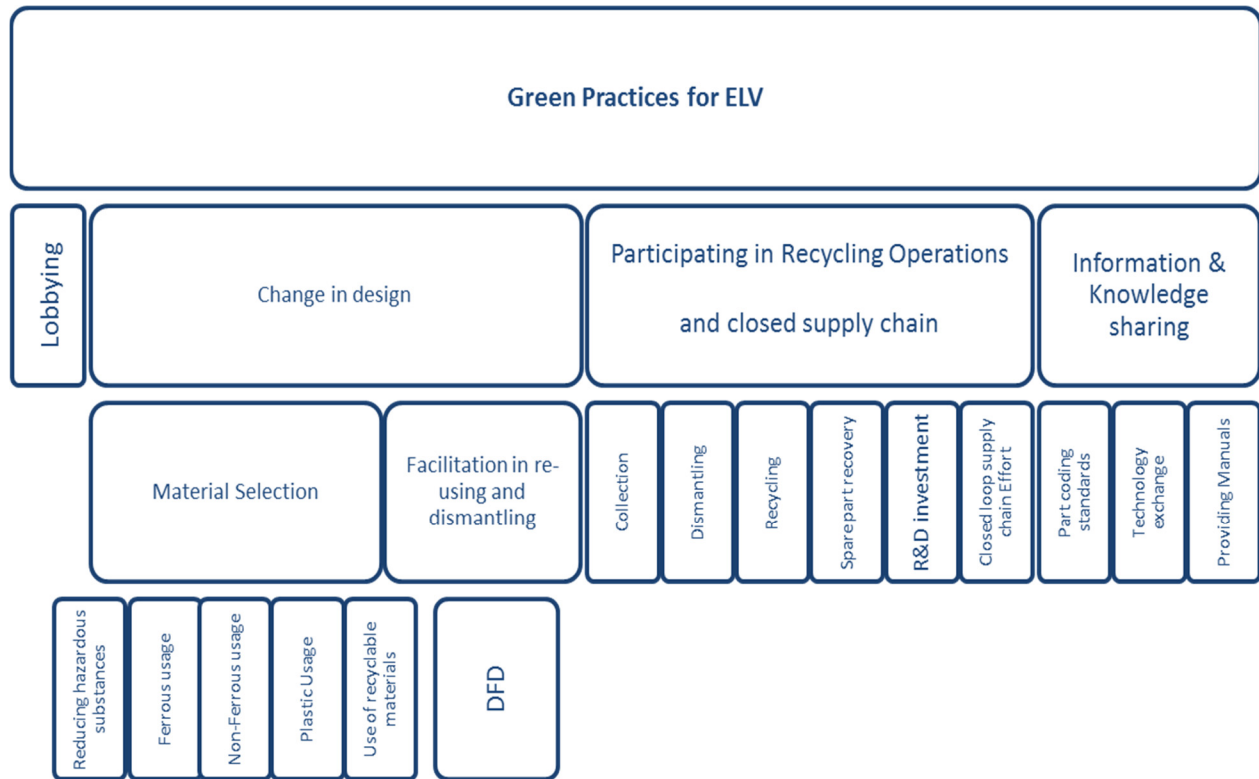 Green Practices for ELV
Lobbying
Change in design
Participating in Recycling Operations
and closed supply chain
Information &
Knowledge
sharing
Material Selection
Facilitation in re-
using and
dismantling
Collection
Dismantling
Recycling
Spare part recovery
R&D investment
Closed loop supply
chain Effort
Part coding
standards
Technology
exchange
Providing Manuals
Reducing hazardous
substances
Ferrous usage
Non-Ferrous usage
Plastic Usage
Use of recyclable
materials
DFD